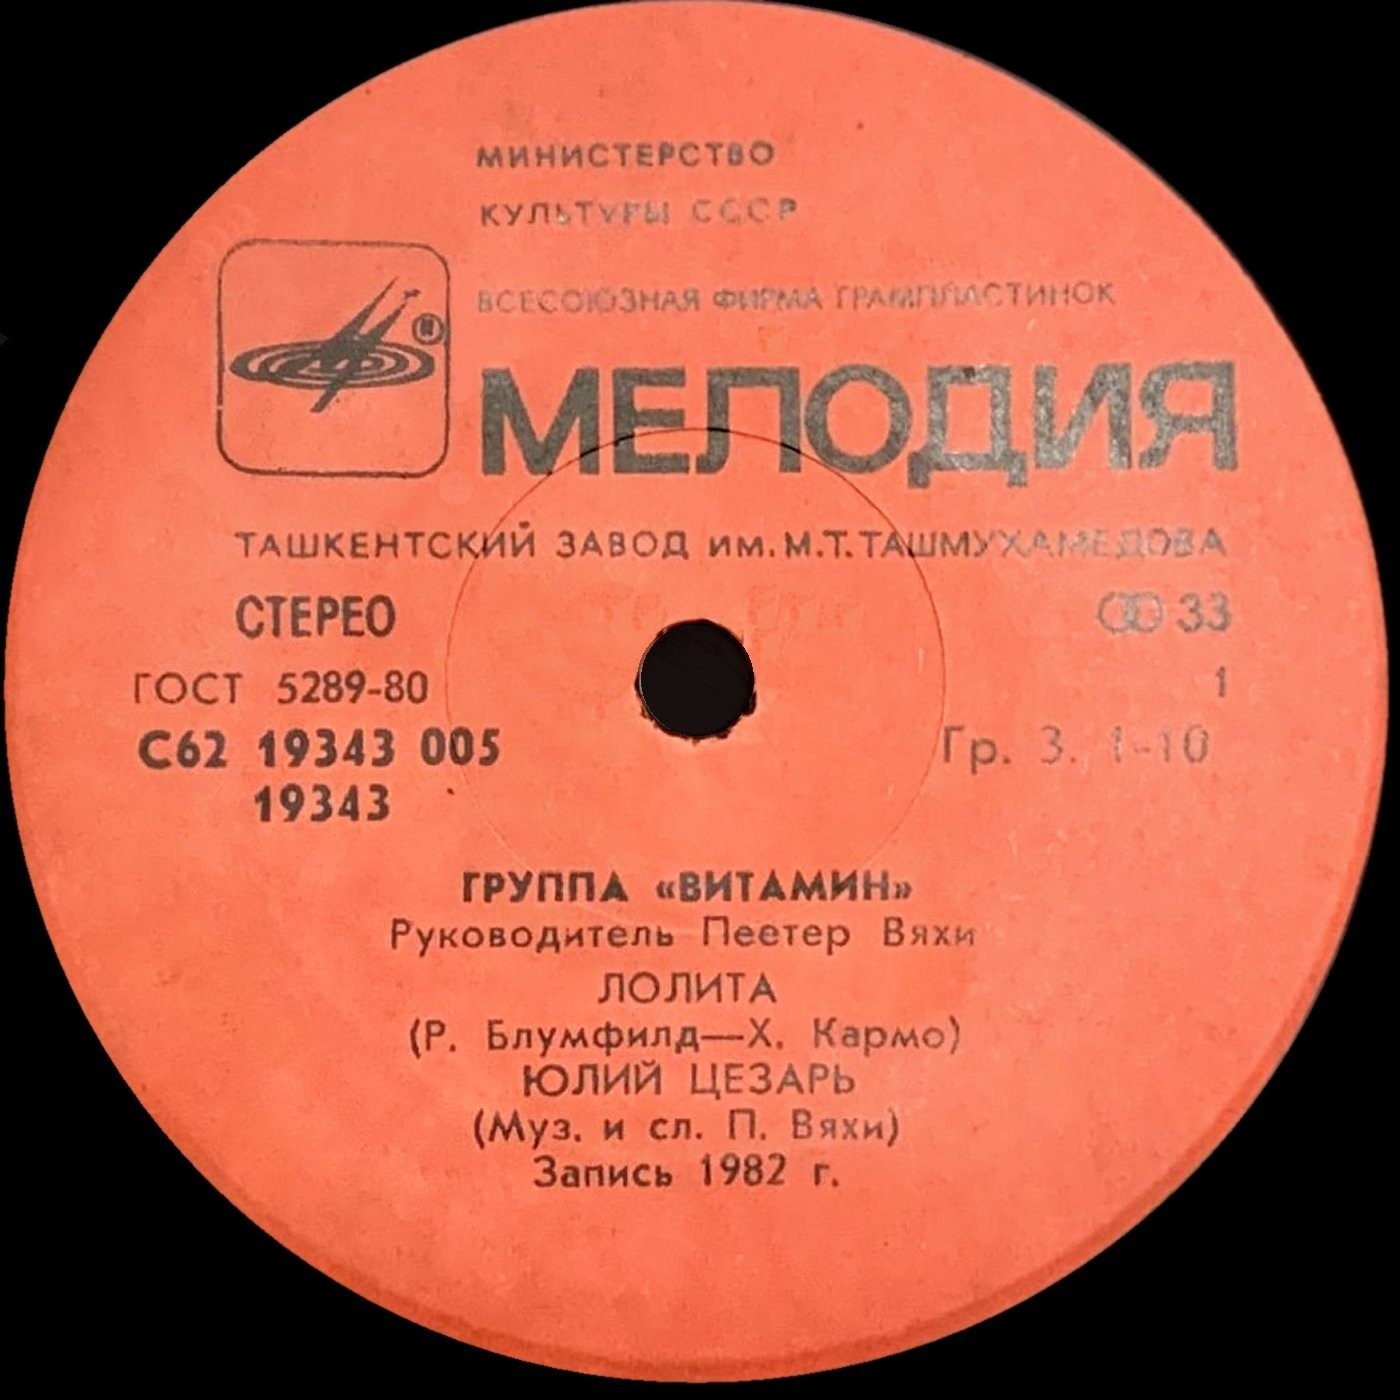 МИНИСТЕРСТВО
КУЛЬТУРЫ СССР
ВСЕСОЮЗНАЯ ФИРМА ГРАМПЛАСТИНОК
МЕЛОДИЯ
ТАШКЕНТСКИЙ ЗАВОД им. М.Т. ТАШМУХАМЕДОВА
СТЕРЕО 33
ГОСТ 5289-80 1
С62 19343 005 Гр. 3. 1-10
19343
ГРУППА «ВИТАМИН»
Руководитель Пеетер Вяхи
ЛОЛИТА
(Р. Блумфилд—Х. Кармо)
ЮЛИЙ ЦЕЗАРЬ
(Муз. и сл. П. Вяхи)
Запись 1982 г.